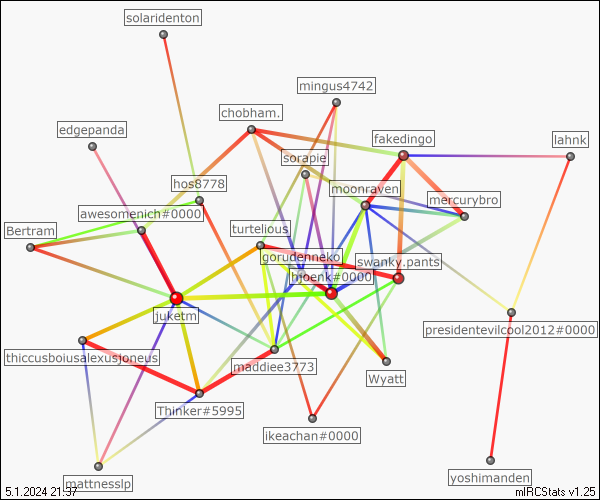 solaridenton
mingus4742
chobham.
edgepanda
fakedingo
lahnk
sorapie
hos8778
moonraven
mercurybro
awesomenich#0000
Bertram
turtelious
gorudenneko
swanky.pants
hjoenk#0000
juketm
presidentevilcool2012#0000
thiccusboiusalexusjoneus
maddiee3773
Wyatt
Thinker#5995
ikeachan#0000
yoshimanden
mattnesslp
5.1.2024 21:37
mIRCStats v1.25